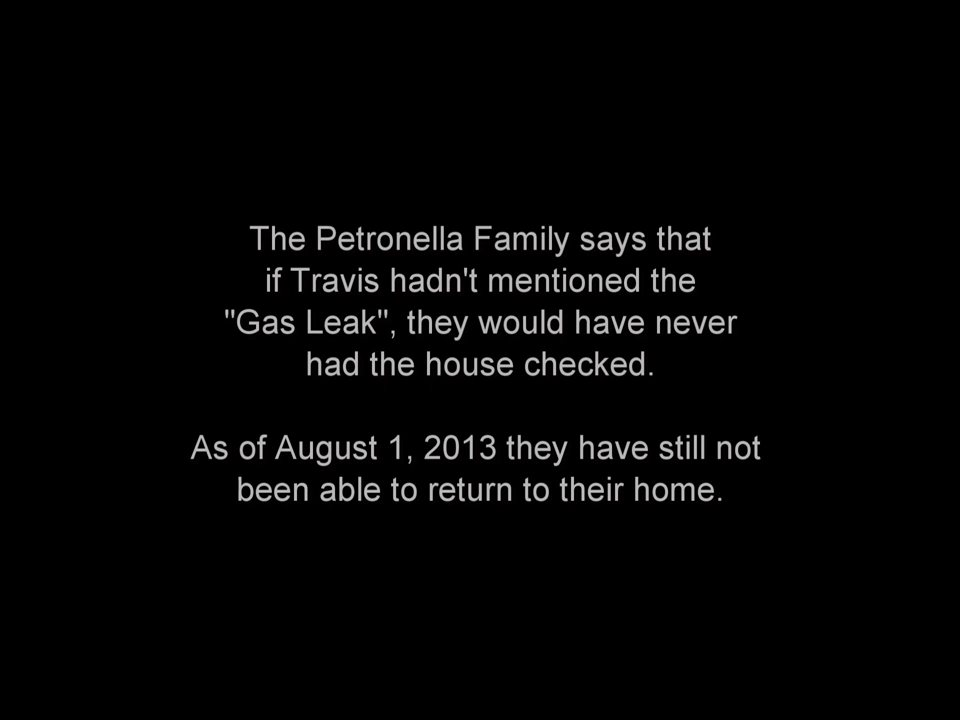 The Petronella Family says that
if Travis hadn't mentioned the
"Gas Leak", they would have never
had the house checked.
As of August 1, 2013 they have still not
been able to return to their home.